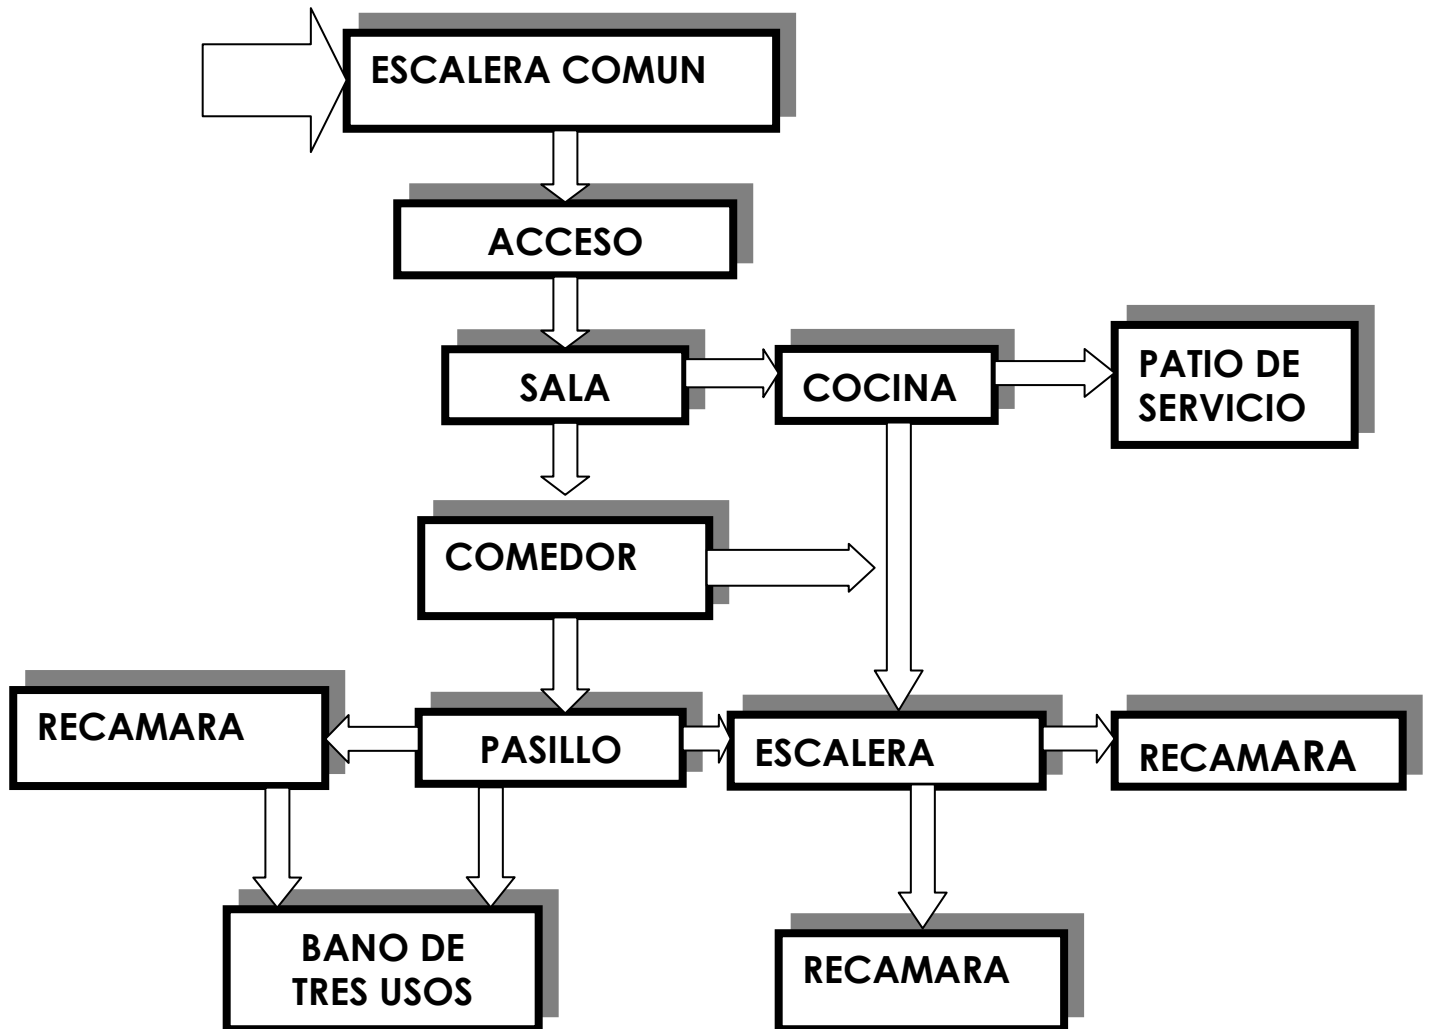 ESCALERA COMUN
ACCESO
SALA
COCINA
PATIO DE
SERVICIO
COMEDOR
RECAMARA
PASILLO
ESCALERA
RECAMARA
BANO DE
TRES USOS
RECAMARA